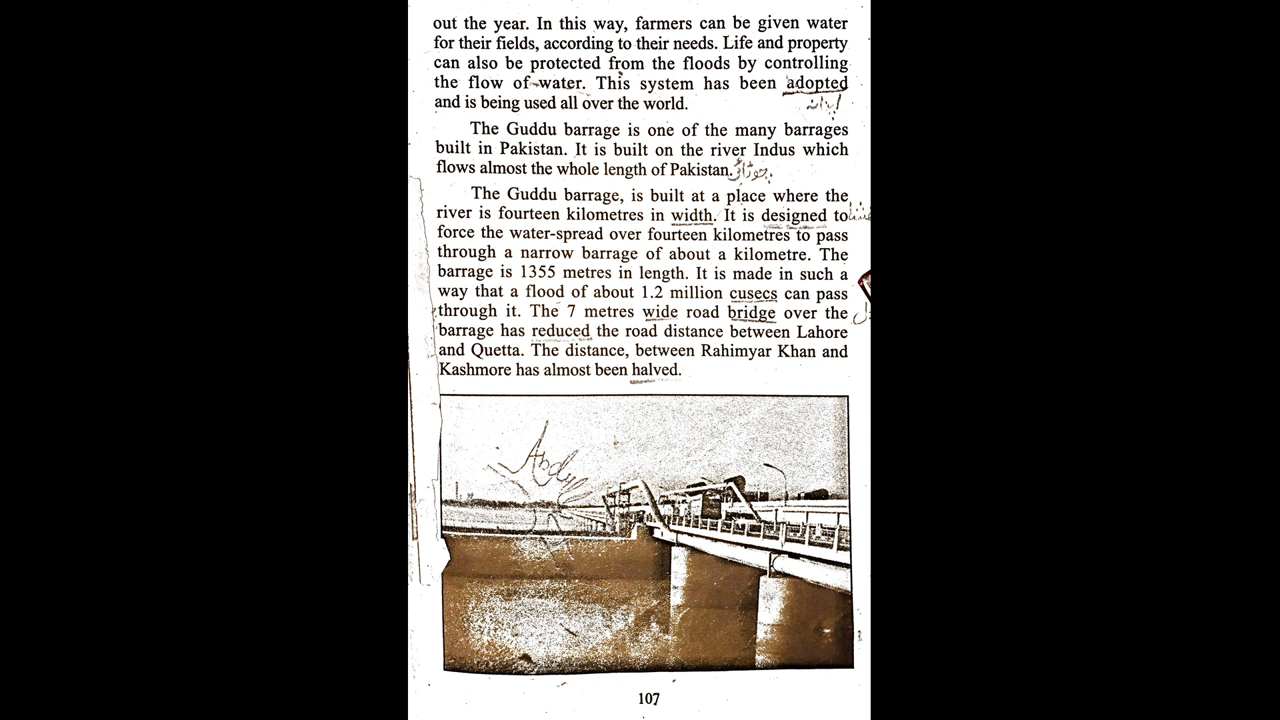 out the year. In this way, farmers can be given water
for their fields, according to their needs. Life and property
can also be protected from the floods by controlling
the flow of water. This system has been adopted
and is being used all over the world.
اپنانا
The Guddu barrage is one of the many barrages
built in Pakistan. It is built on the river Indus which
flows almost the whole length of Pakistan.
چوڑائی
The Guddu barrage, is built at a place where the
river is fourteen kilometres in width. It is designed to
force the water-spread over fourteen kilometres to pass
through a narrow barrage of about a kilometre. The
barrage is 1355 metres in length. It is made in such a
way that a flood of about 1.2 million cusecs can pass
through it. The 7 metres wide road bridge over the
barrage has reduced the road distance between Lahore
and Quetta. The distance, between Rahimyar Khan and
Kashmore has almost been halved.
Abdul
107